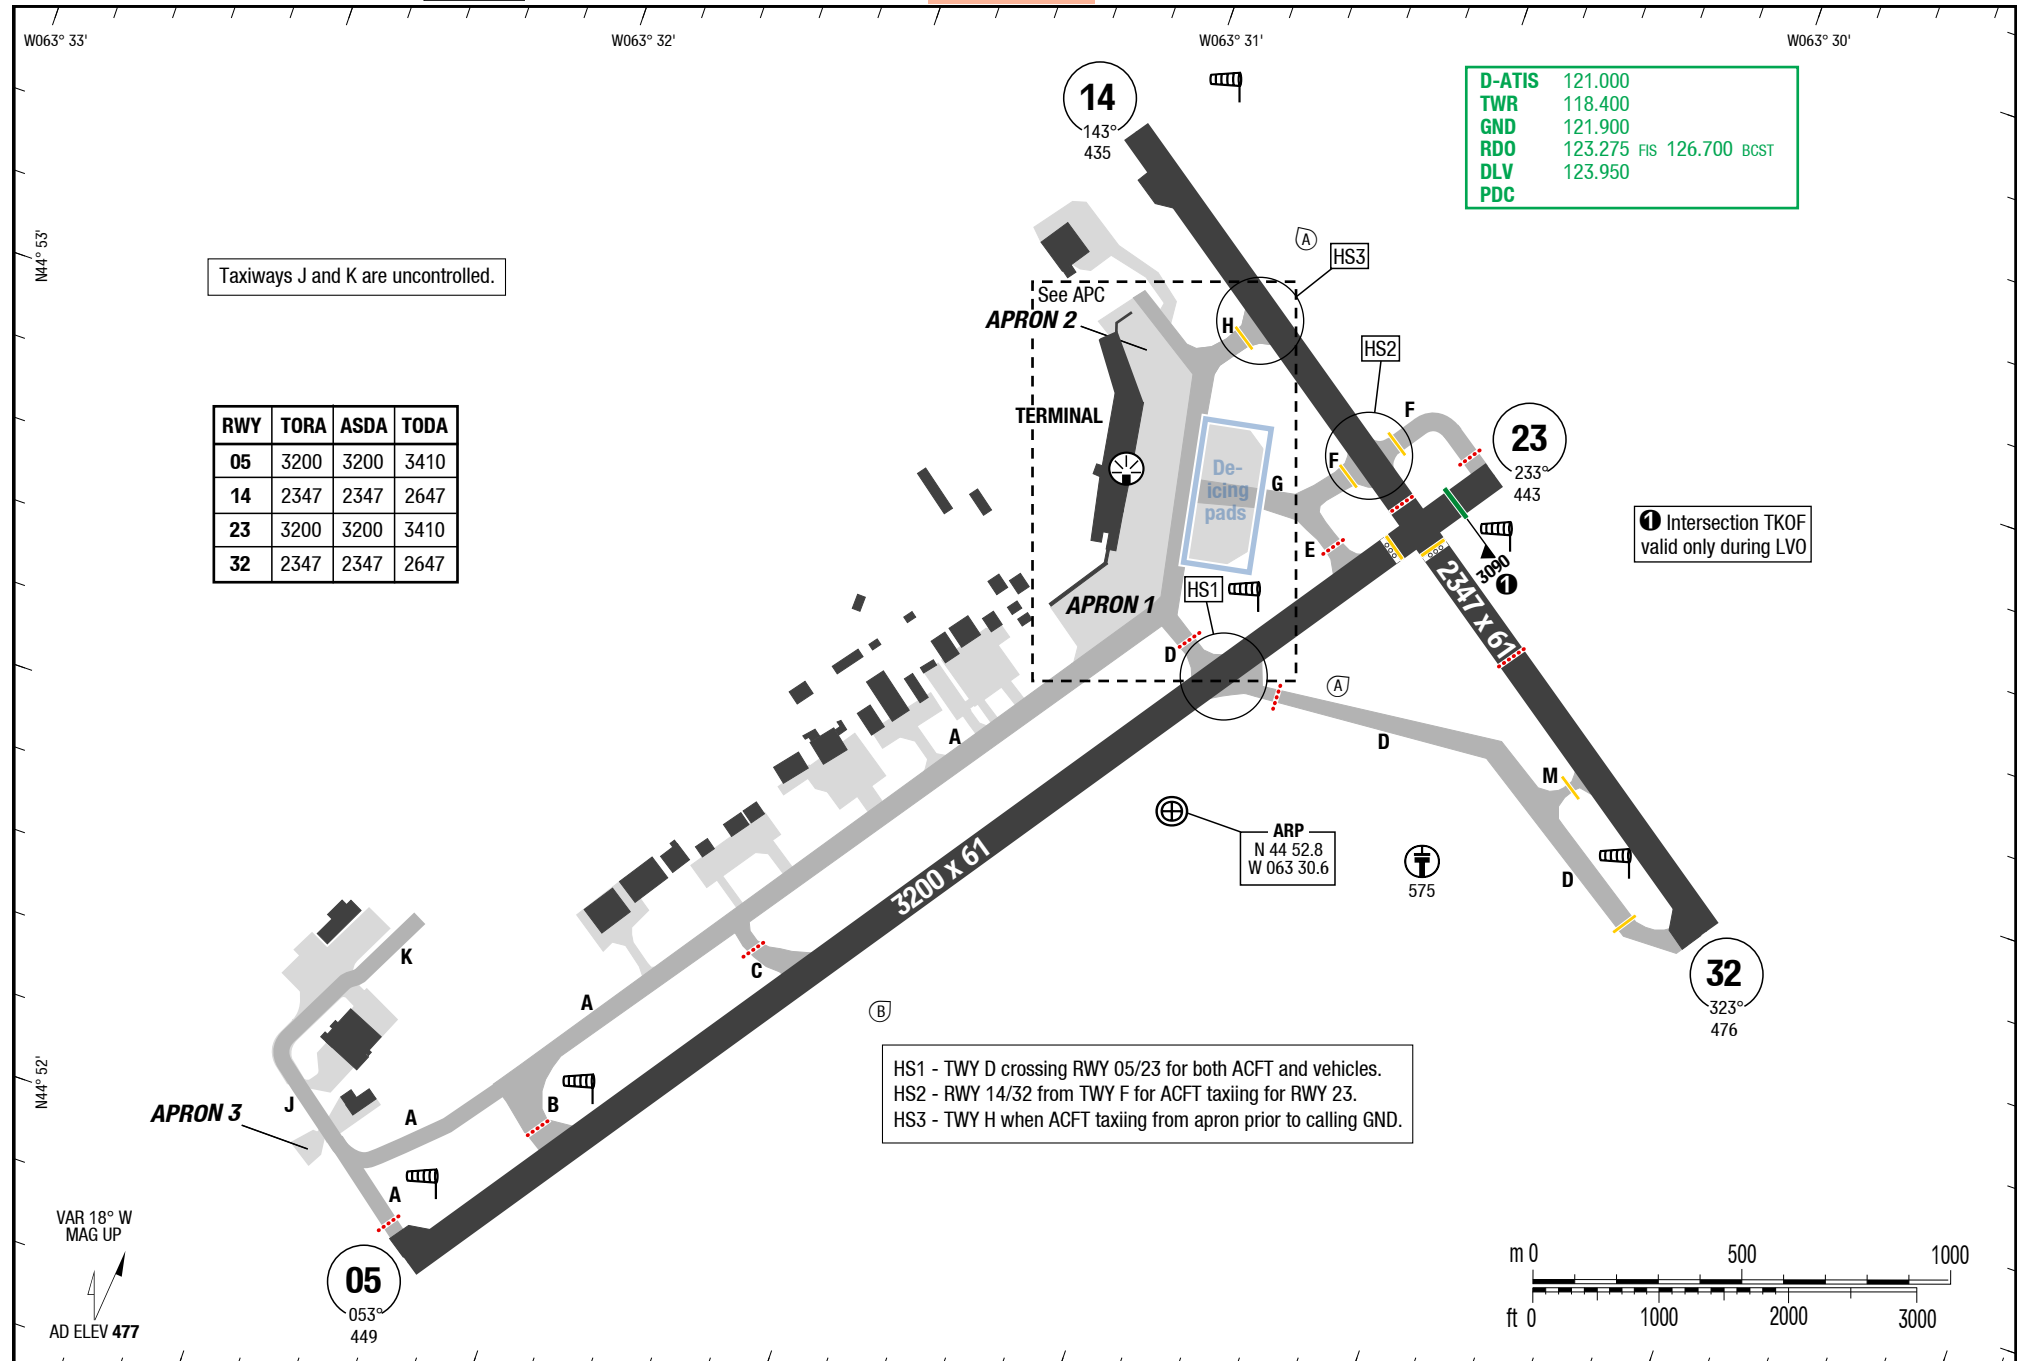 W063° 33'
W063° 32'
W063° 31'
W063° 30'
14
143°
435
D-ATIS 121.000
TWR 118.400
GND 121.900
RDO 123.275 FIS 126.700 BCST
DLV 123.950
PDC
N44° 53'
Taxiways J and K are uncontrolled.
A
HS3
See APC
APRON 2
H
HS2
RWY TORA ASDA TODA
05 3200 3200 3410
14 2347 2347 2647
23 3200 3200 3410
32 2347 2347 2647
TERMINAL
F
23
233°
443
F
De-
icing
pads
G
E
1 Intersection TKOF
valid only during LVO
3090
1
2347 x 61
HS1
APRON 1
D
A
A
D
M
ARP
N 44 52.8
W 063 30.6
575
D
3200 x 61
K
C
A
B
32
323°
476
N44° 52'
HS1 - TWY D crossing RWY 05/23 for both ACFT and vehicles.
HS2 - RWY 14/32 from TWY F for ACFT taxiing for RWY 23.
HS3 - TWY H when ACFT taxiing from apron prior to calling GND.
J
B
APRON 3
A
A
VAR 18° W
MAG UP
AD ELEV 477
05
053°
449
m 0 500 1000
ft 0 1000 2000 3000